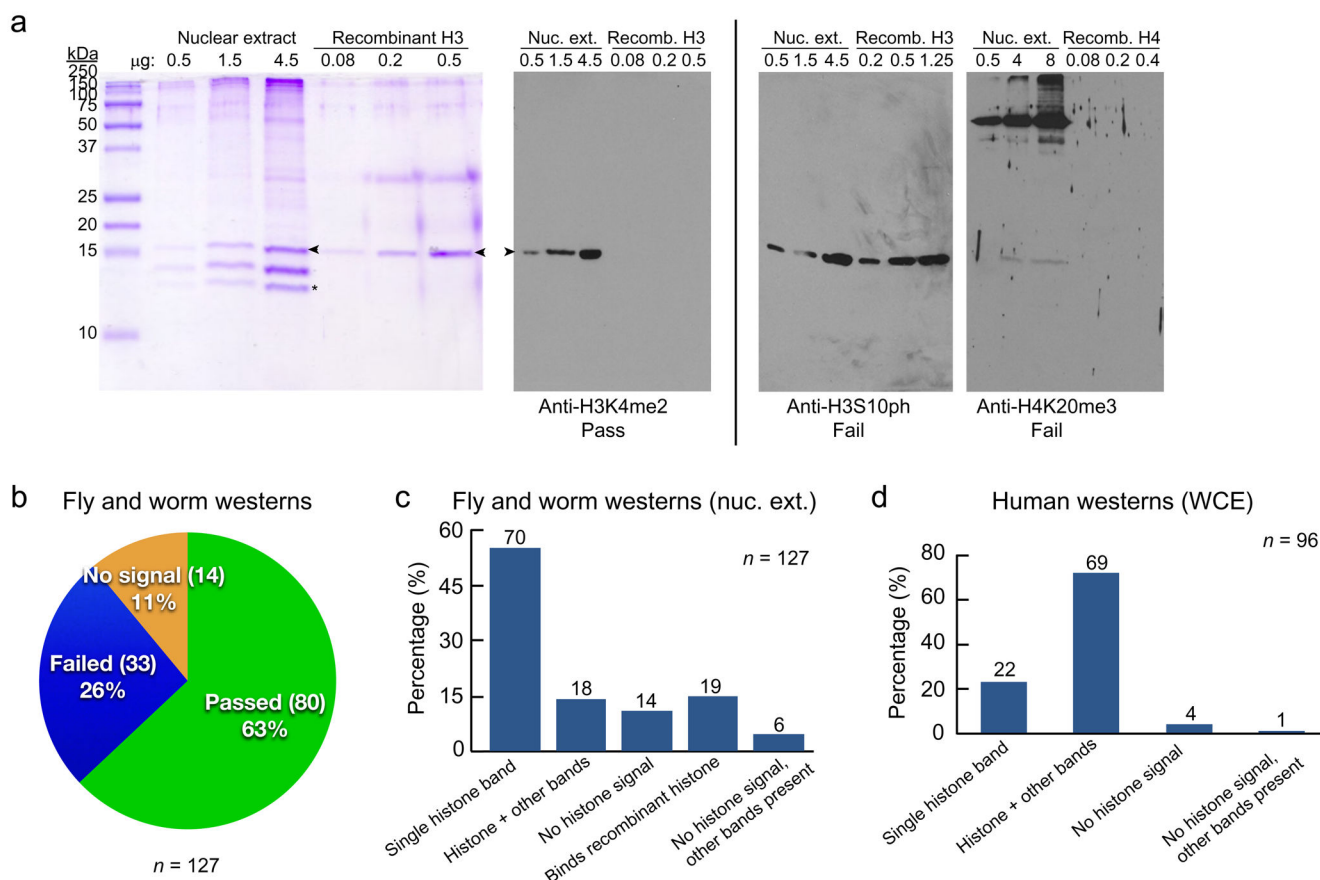 a
Nuclear extract Recombinant H3
kDa μg: 0.5 1.5 4.5 0.08 0.2 0.5
250
150
100
75
50
37
25
20
15
10
*
Nuc. ext. Recomb. H3
0.5 1.5 4.5 0.08 0.2 0.5
Anti-H3K4me2
Pass
Nuc. ext. Recomb. H3
0.5 1.5 4.5 0.2 0.5 1.25
Anti-H3S10ph
Fail
Nuc. ext. Recomb. H4
0.5 4 8 0.08 0.2 0.4
Anti-H4K20me3
Fail
b Fly and worm westerns
No signal (14)
11%
Failed (33)
26%
Passed (80)
63%
n = 127
c Fly and worm westerns (nuc. ext.)
n = 127
Percentage (%)
60
45
30
15
0
70
18
14
19
6
Single histone band
Histone + other bands
No histone signal
Binds recombinant histone
No histone signal,
other bands present
d Human westerns (WCE)
n = 96
Percentage (%)
80
60
40
20
0
22
69
4
1
Single histone band
Histone + other bands
No histone signal
No histone signal,
other bands present